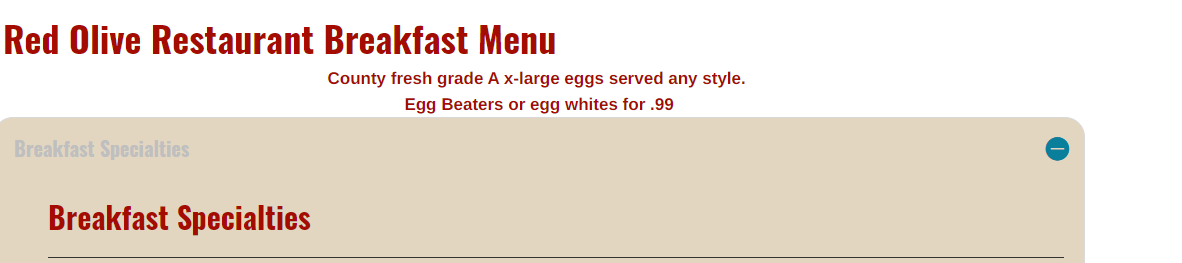 Red Olive Restaurant Breakfast Menu
County fresh grade A x-large eggs served any style.
Egg Beaters or egg whites for .99
Breakfast Specialties
Breakfast Specialties